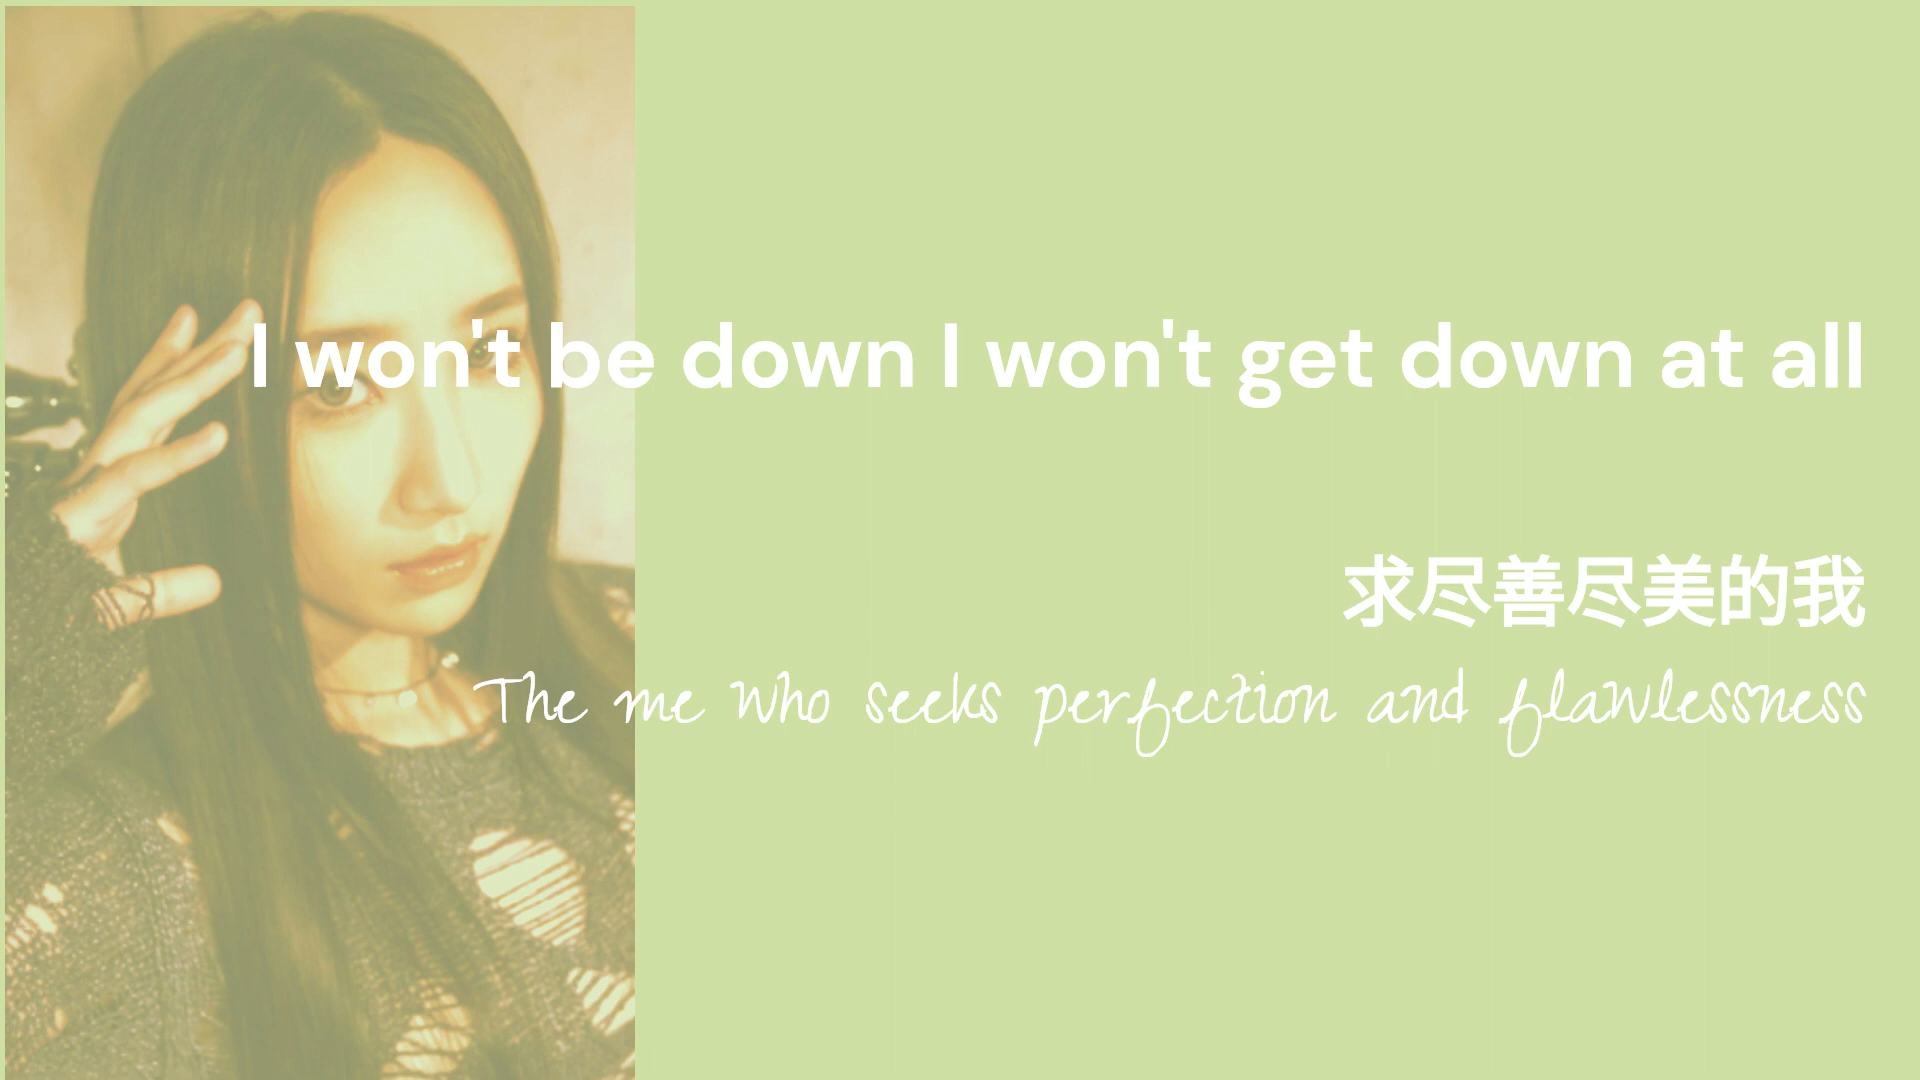 I won't be down I won't get down at all
求尽善尽美的我
The me who seeks perfection and flawlessness